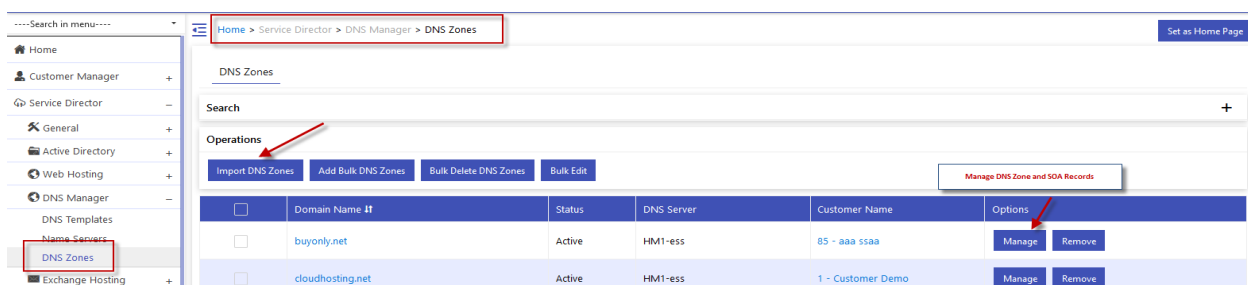 ----Search in menu----
Home > Service Director > DNS Manager > DNS Zones
Set as Home Page
Home
Customer Manager +
Service Director –
General +
Active Directory +
Web Hosting +
DNS Manager –
DNS Templates
Name Servers
DNS Zones
Exchange Hosting +
DNS Zones
Search +
Operations
Import DNS Zones Add Bulk DNS Zones Bulk Delete DNS Zones Bulk Edit
Manage DNS Zone and SOA Records
Domain Name Status DNS Server Customer Name Options
buyonly.net Active HM1-ess 85 - aaa ssaa Manage Remove
cloudhosting.net Active HM1-ess 1 - Customer Demo Manage Remove